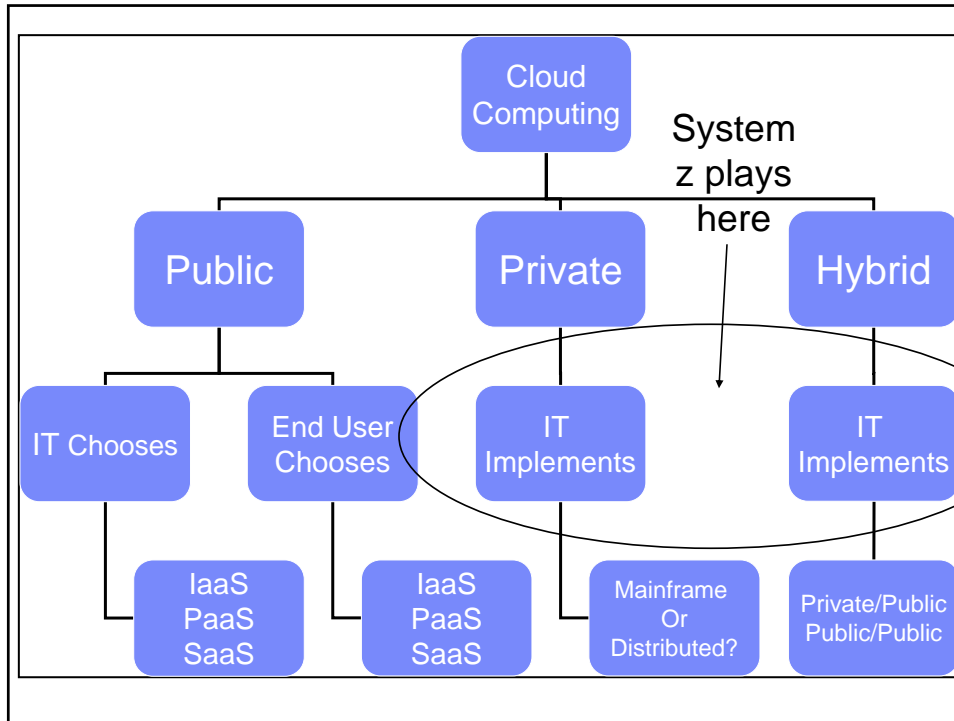 Cloud
Computing
System
z plays
here
Public
Private
Hybrid
IT Chooses
End User
Chooses
IT
Implements
IT
Implements
IaaS
PaaS
SaaS
IaaS
PaaS
SaaS
Mainframe
Or
Distributed?
Private/Public
Public/Public